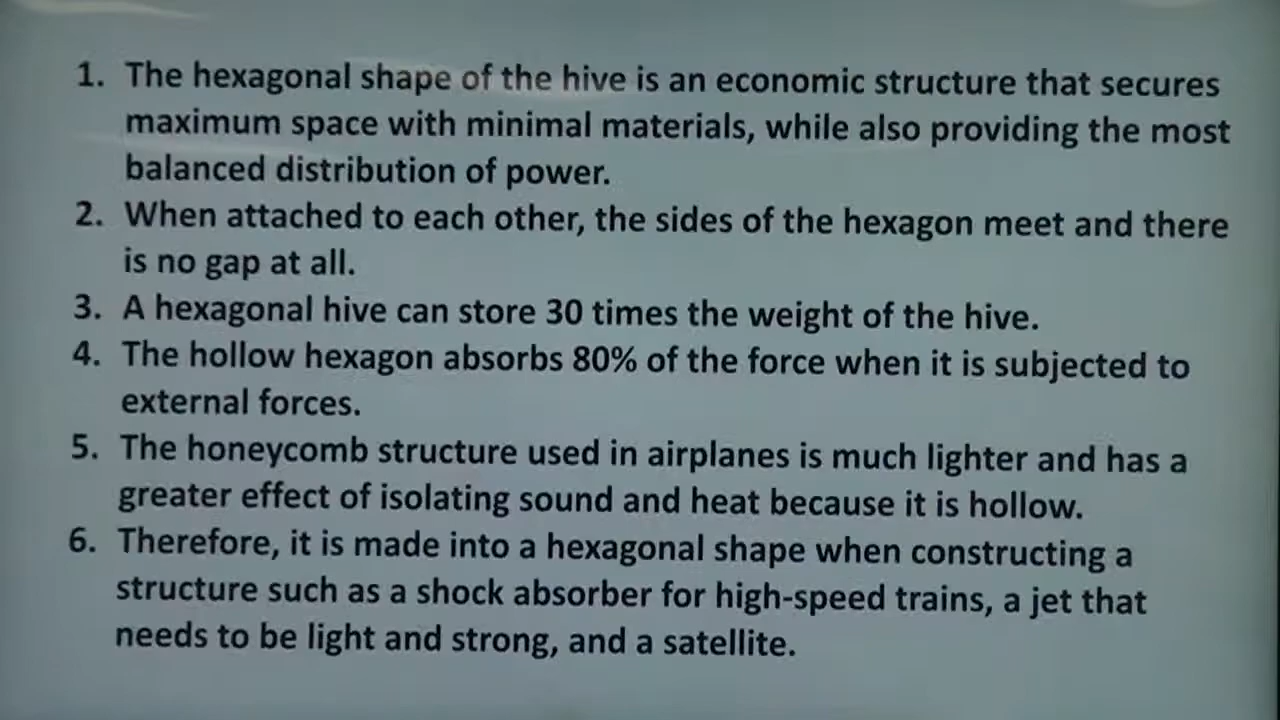 1. The hexagonal shape of the hive is an economic structure that secures
maximum space with minimal materials, while also providing the most
balanced distribution of power.
2. When attached to each other, the sides of the hexagon meet and there
is no gap at all.
3. A hexagonal hive can store 30 times the weight of the hive.
4. The hollow hexagon absorbs 80% of the force when it is subjected to
external forces.
5. The honeycomb structure used in airplanes is much lighter and has a
greater effect of isolating sound and heat because it is hollow.
6. Therefore, it is made into a hexagonal shape when constructing a
structure such as a shock absorber for high-speed trains, a jet that
needs to be light and strong, and a satellite.